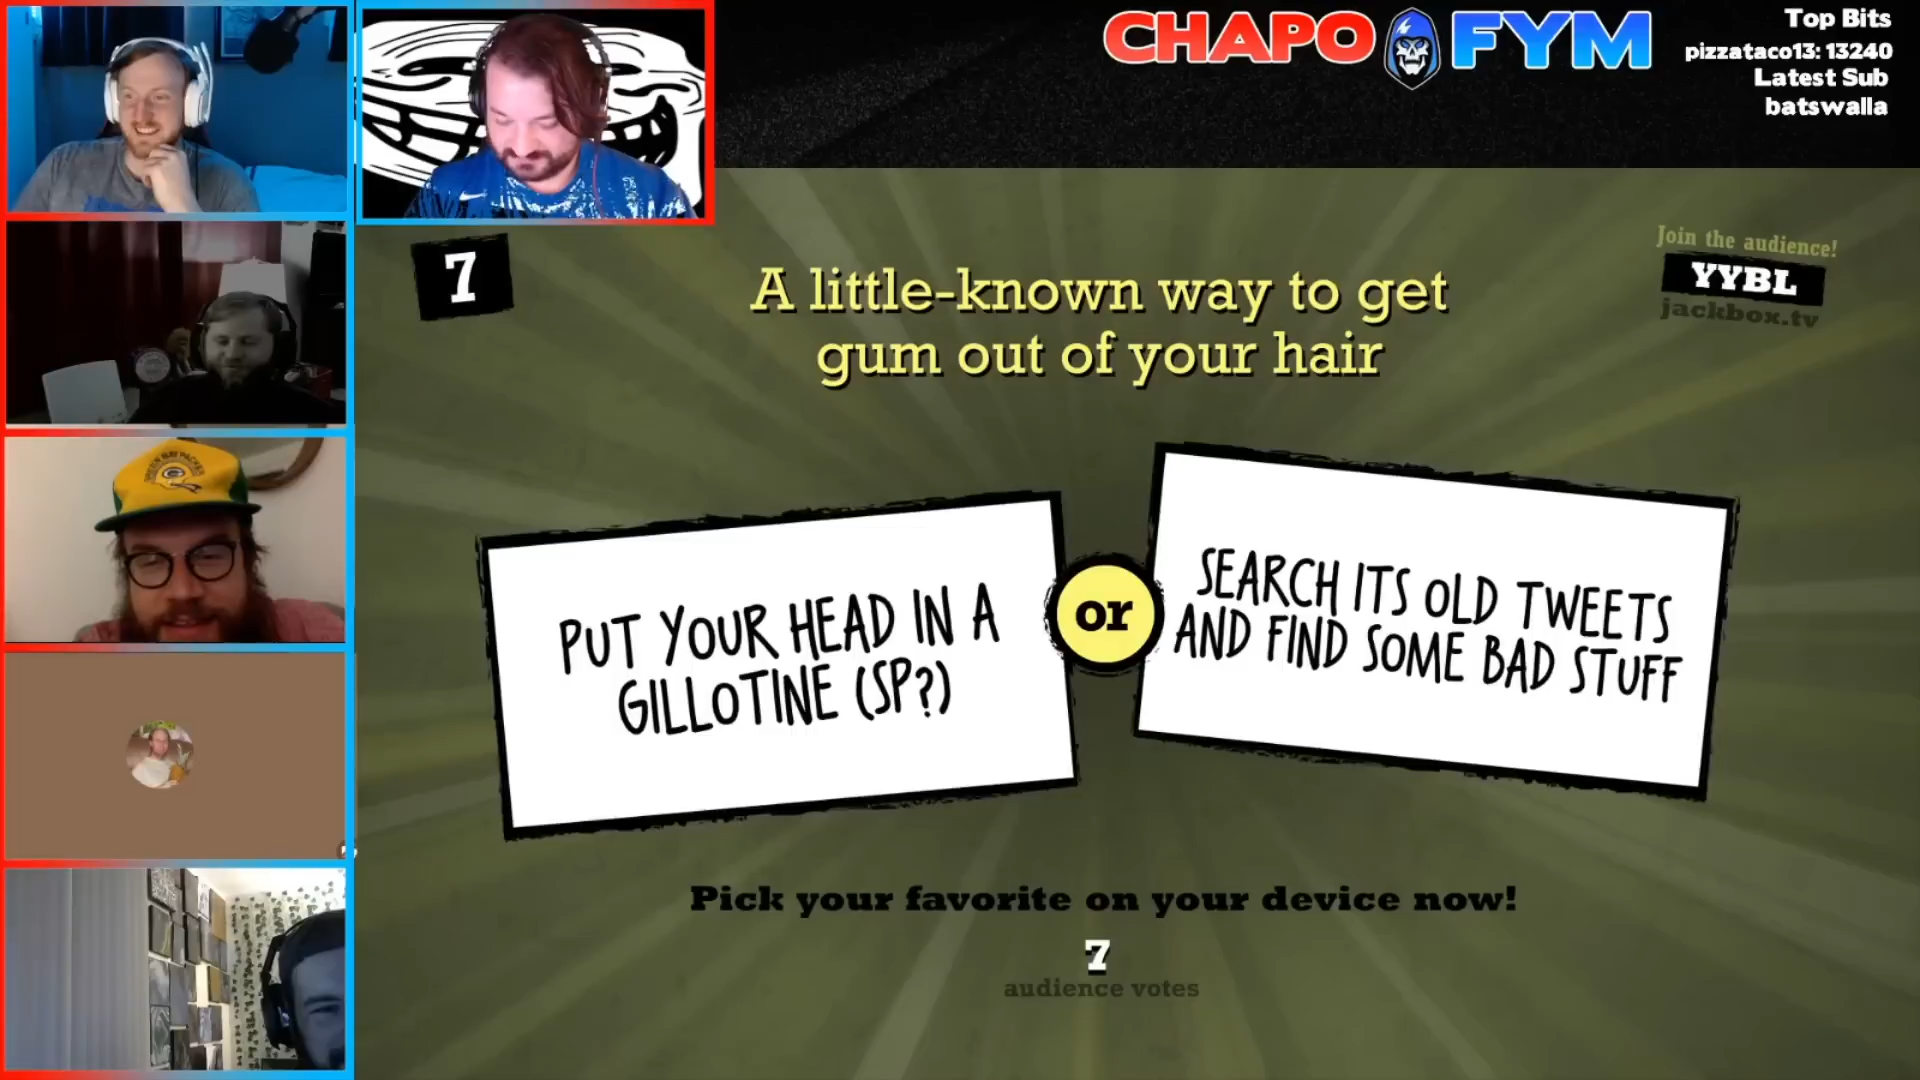 CHAPO FYM
Top Bits
pizzataco13: 13240
Latest Sub
batswalla
7
A little-known way to get
gum out of your hair
Join the audience!
YYBL
jackbox.tv
PUT YOUR HEAD IN A
GILLOTINE (SP?)
or
SEARCH ITS OLD TWEETS
AND FIND SOME BAD STUFF
Pick your favorite on your device now!
7
audience votes